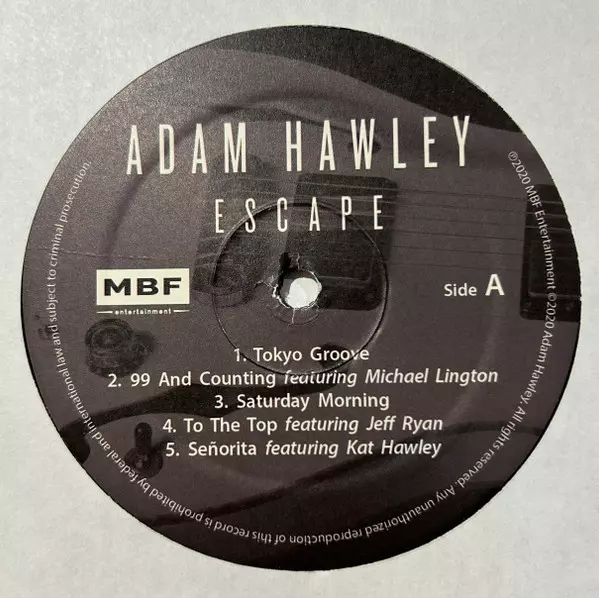 ADAM HAWLEY
ESCAPE
MBF
entertainment
Side A
1. Tokyo Groove
2. 99 And Counting featuring Michael Lington
3. Saturday Morning
4. To The Top featuring Jeff Ryan
5. Señorita featuring Kat Hawley
℗2020 MBF Entertainment ©2020 Adam Hawley. All rights reserved. Any unauthorized reproduction of this record is prohibited by federal and international law and subject to criminal prosecution.